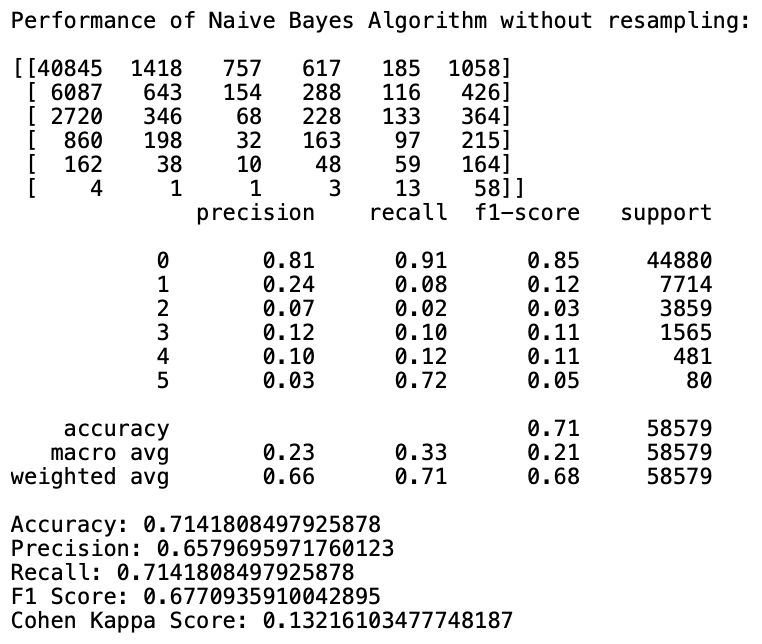 Performance of Naive Bayes Algorithm without resampling:
[[40845 1418 757 617 185 1058]
[ 6087 643 154 288 116 426]
[ 2720 346 68 228 133 364]
[ 860 198 32 163 97 215]
[ 162 38 10 48 59 164]
[ 4 1 1 3 13 58]]
precision recall f1-score support
0 0.81 0.91 0.85 44880
1 0.24 0.08 0.12 7714
2 0.07 0.02 0.03 3859
3 0.12 0.10 0.11 1565
4 0.10 0.12 0.11 481
5 0.03 0.72 0.05 80
accuracy 0.71 58579
macro avg 0.23 0.33 0.21 58579
weighted avg 0.66 0.71 0.68 58579
Accuracy: 0.7141808497925878
Precision: 0.6579695971760123
Recall: 0.7141808497925878
F1 Score: 0.6770935910042895
Cohen Kappa Score: 0.13216103477748187